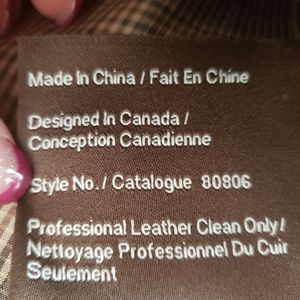 Made In China / Fait En Chine
Designed In Canada /
Conception Canadienne
Style No. / Catalogue 80806
Professional Leather Clean Only/
Nettoyage Professionnel Du Cuir
Seulement